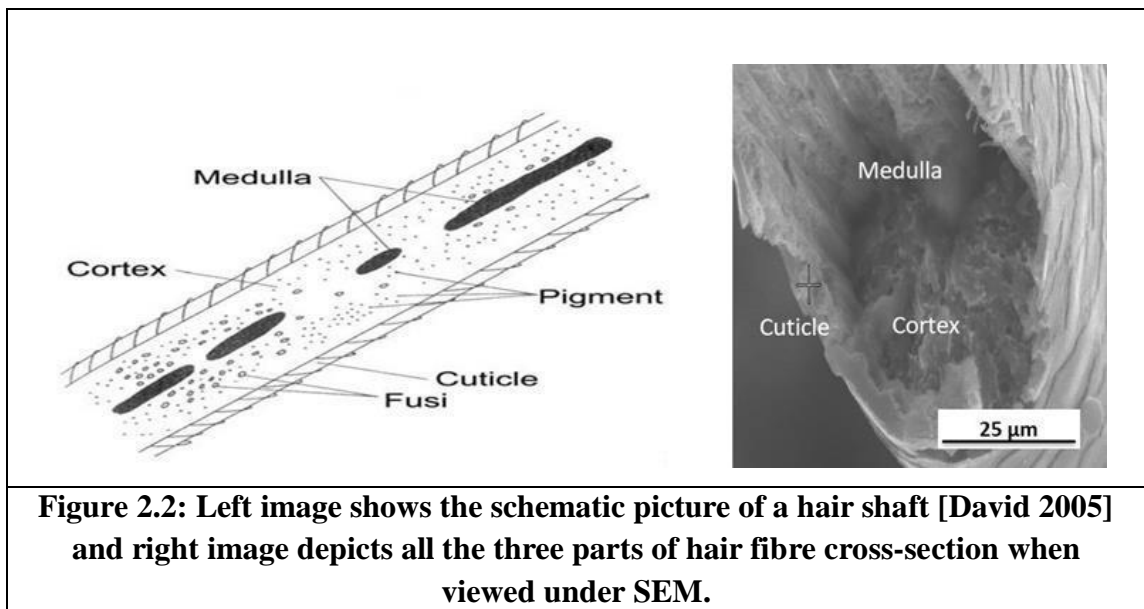 Medulla
Cortex
Pigment
Cuticle
Fusi
Medulla
Cuticle
Cortex
25 µm
Figure 2.2: Left image shows the schematic picture of a hair shaft [David 2005]
and right image depicts all the three parts of hair fibre cross-section when
viewed under SEM.